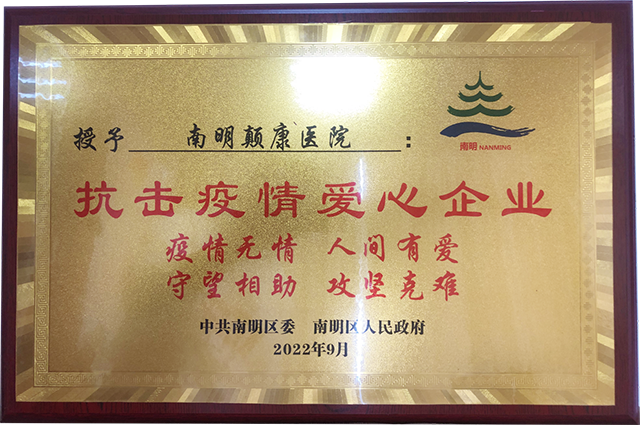 南明 NANMING
授予 南明颠康医院 :
抗击疫情爱心企业
疫情无情 人间有爱
守望相助 攻坚克难
中共南明区委 南明区人民政府
2022年9月